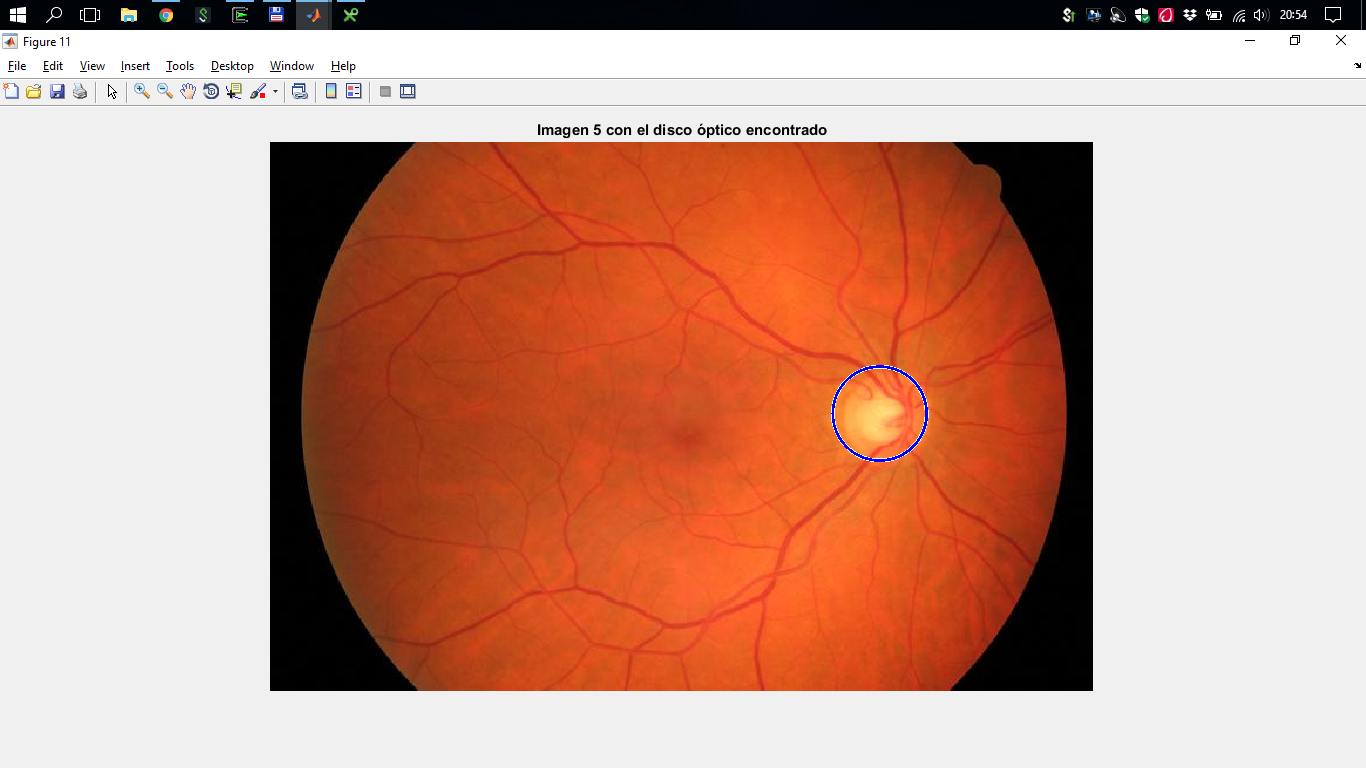 20:54
Figure 11
File Edit View Insert Tools Desktop Window Help
Imagen 5 con el disco óptico encontrado